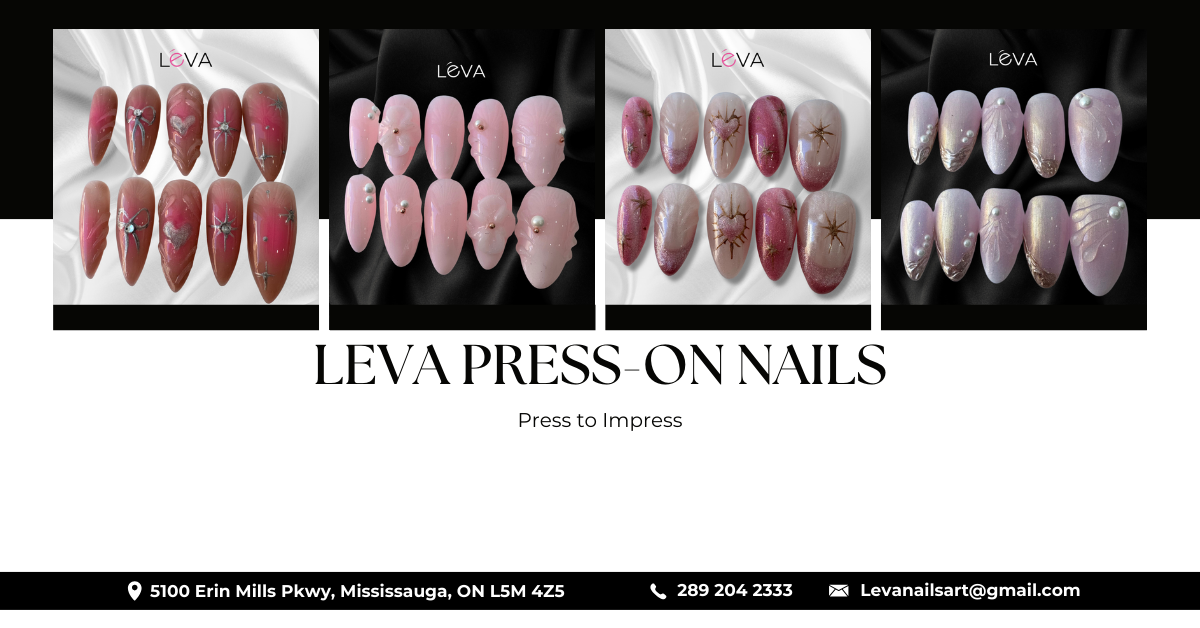 LéVA
LéVA
LéVA
LéVA
LEVA PRESS-ON NAILS
Press to Impress
5100 Erin Mills Pkwy, Mississauga, ON L5M 4Z5
289 204 2333
Levanailsart@gmail.com